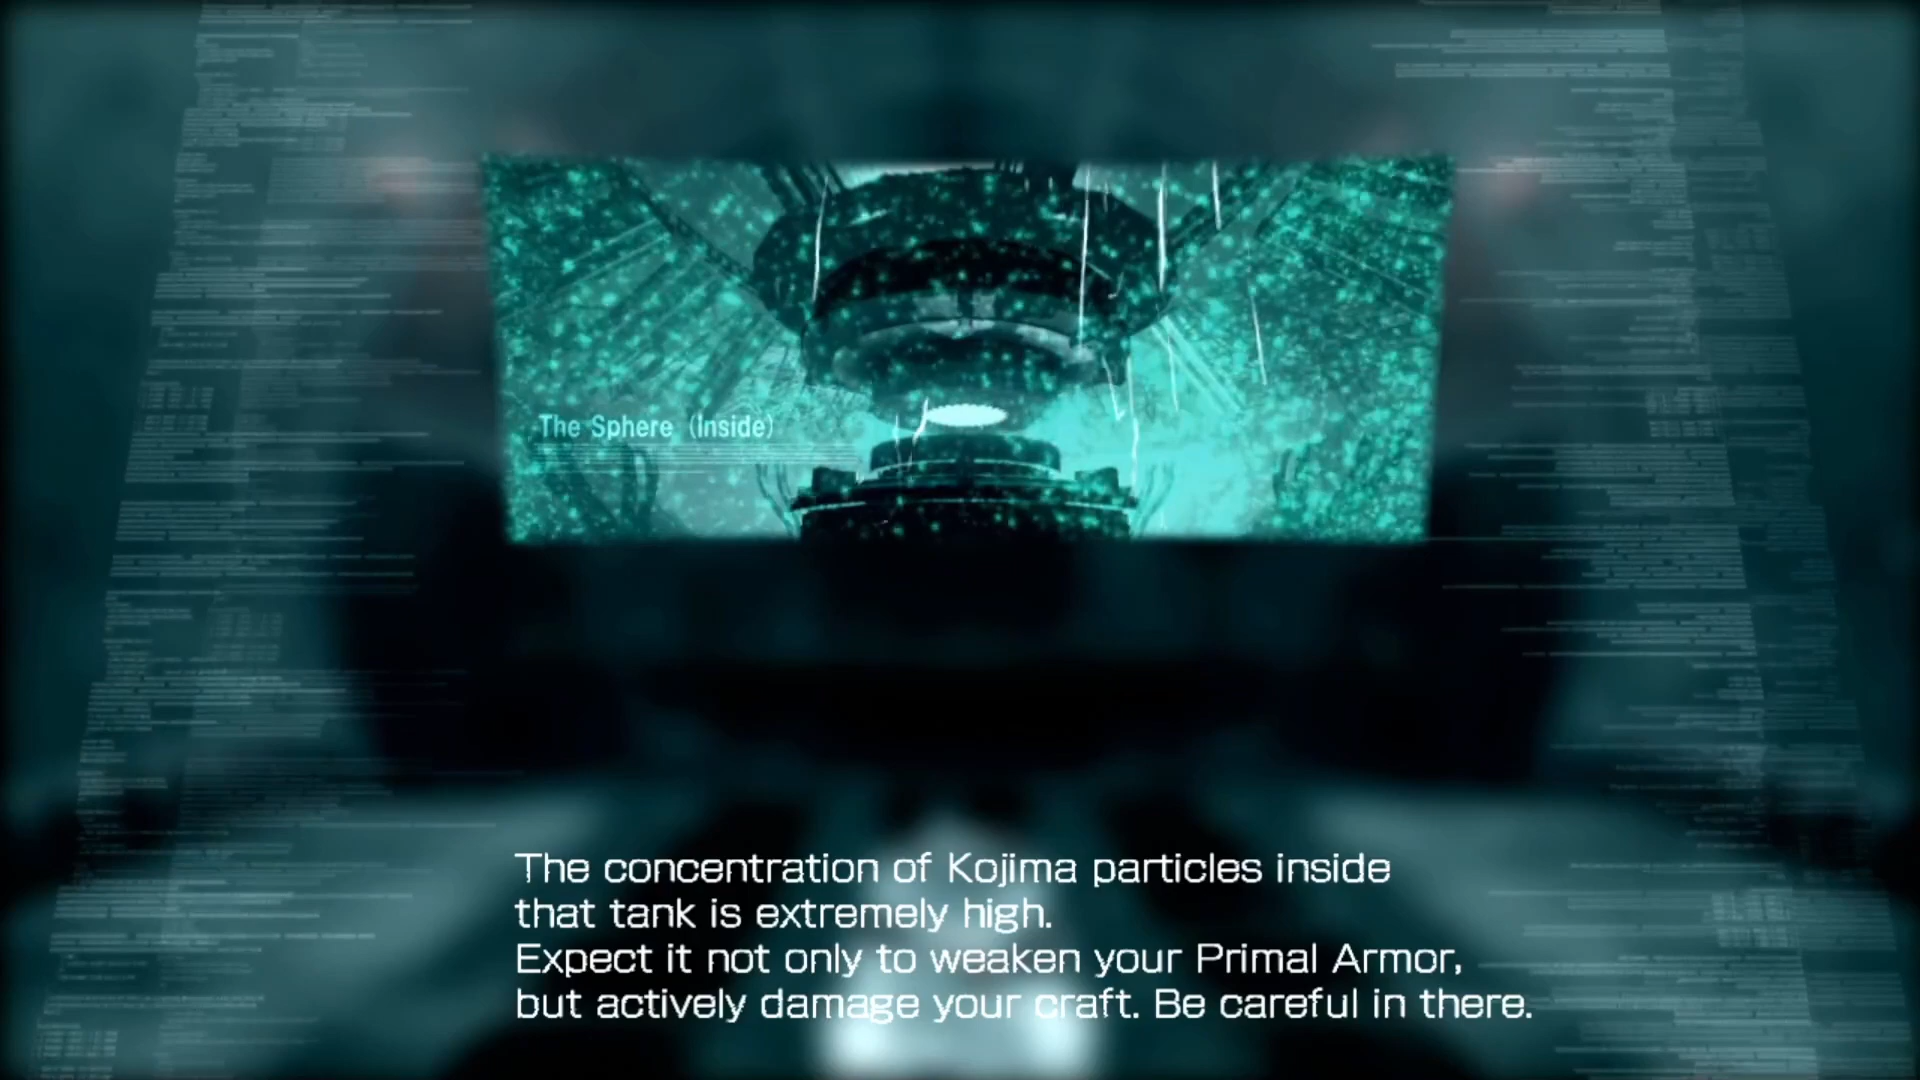 The Sphere (Inside)
The concentration of Kojima particles inside
that tank is extremely high.
Expect it not only to weaken your Primal Armor,
but actively damage your craft. Be careful in there.